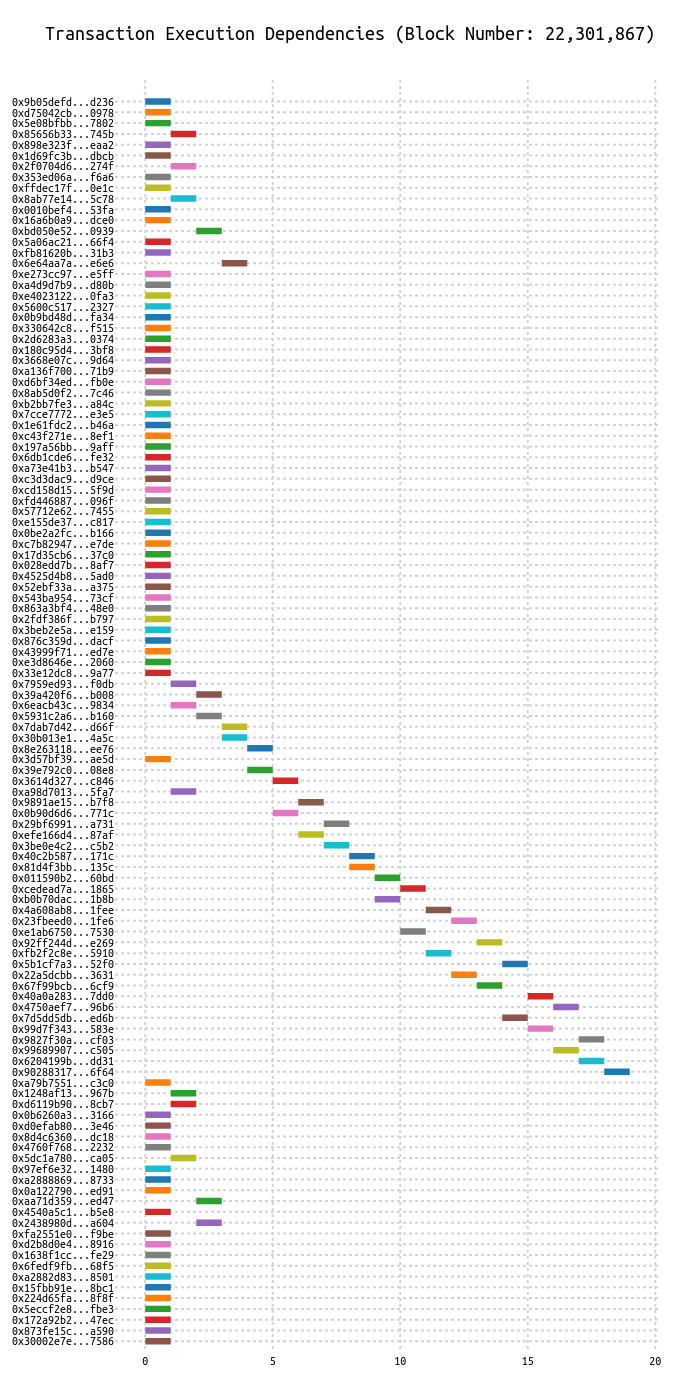 Transaction Execution Dependencies (Block Number: 22,301,867)
0x9b05defd...d236
0xd75042cb...0978
0x5e08bfbb...7802
0x85656b33...745b
0x898e323f...eaa2
0x1d69fc3b...dbcb
0x2f0704d6...274f
0x353ed06a...f6a6
0xffdec17f...0e1c
0x8ab77e14...5c78
0x0010bef4...53fa
0x16a6b0a9...dce0
0xbd050e52...0939
0x5a06ac21...66f4
0xfb81620b...31b3
0x6e64aa7a...e6e6
0xe273cc97...e5ff
0xa4d9d7b9...d80b
0xe4023122...0fa3
0x5600c517...2327
0x0b9bd48d...fa34
0x330642c8...f515
0x2d6283a3...0374
0x180c95d4...3bf8
0x3668e07c...9d64
0xa136f700...71b9
0xd6bf34ed...fb0e
0x8ab5d0f2...7c46
0xb2bb7fe3...a84c
0x7cce7772...e3e5
0x1e61fdc2...b46a
0xc43f271e...8ef1
0x197a56bb...9aff
0x6db1cde6...fe32
0xa73e41b3...b547
0xc3d3dac9...d9ce
0xcd158d15...5f9d
0xfd446887...096f
0x57712e62...7455
0xe155de37...c817
0x0be2a2fc...b166
0xc7b82947...e7de
0x17d35cb6...37c0
0x028edd7b...8af7
0x4525d4b8...5ad0
0x52ebf33a...a375
0x543ba954...73cf
0x863a3bf4...48e0
0x2fdf386f...b797
0x3beb2e5a...e159
0x876c359d...dacf
0x43999f71...ed7e
0xe3d8646e...2060
0x33e12dc8...9a77
0x7959ed93...f0db
0x39a420f6...b008
0x6eacb43c...9834
0x5931c2a6...b160
0x7dab7d42...d66f
0x30b013e1...4a5c
0x8e263118...ee76
0x3d57bf39...ae5d
0x39e792c0...08e8
0x3614d327...c846
0xa98d7013...5fa7
0x9891ae15...b7f8
0x0b90d6d6...771c
0x29bf6991...a731
0xefe166d4...87af
0x3be0e4c2...c5b2
0x40c2b587...171c
0x81d4f3bb...135c
0x011590b2...60bd
0xcedead7a...1865
0xb0b70dac...1b8b
0x4a608ab8...1fee
0x23fbeed0...1fe6
0xe1ab6750...7530
0x92ff244d...e269
0xfb2f2c8e...5910
0x5b1cf7a3...52f0
0x22a5dcbb...3631
0x67f99bcb...6cf9
0x40a0a283...7dd0
0x4750aef7...96b6
0x7d5dd5db...ed6b
0x99d7f343...583e
0x9827f30a...cf03
0x99689907...c505
0x6204199b...dd31
0x90288317...6f64
0xa79b7551...c3c0
0x1248af13...967b
0xd6119b90...8cb7
0x0b6260a3...3166
0xd0efab80...3e46
0x8d4c6360...dc18
0x4760f768...2232
0x5dc1a780...ca05
0x97ef6e32...1480
0xa2888869...8733
0x0a122790...ed91
0xaa71d359...ed47
0x4540a5c1...b5e8
0x2438980d...a604
0xfa2551e0...f9be
0xd2b8d0e4...8916
0x1638f1cc...fe29
0x6fedf9fb...68f5
0xa2882d83...8501
0x15fbb91e...8bc1
0x224d65fa...8f8f
0x5eccf2e8...fbe3
0x172a92b2...47ec
0x873fe15c...a590
0x30002e7e...7586
0 5 10 15 20